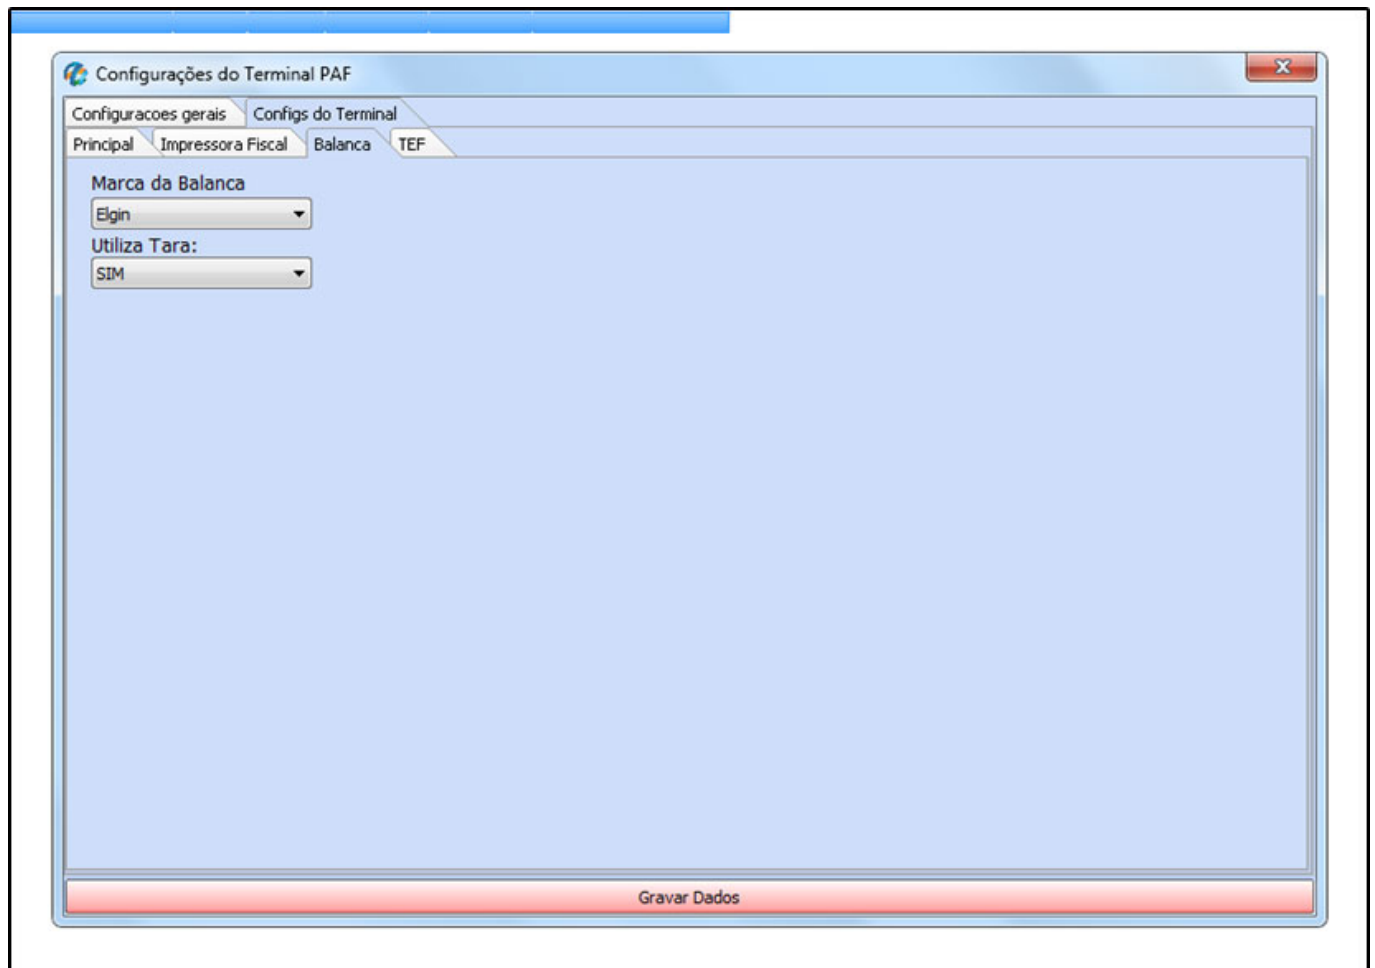 Configurações do Terminal PAF
X
Configuracoes gerais Configs do Terminal
Principal Impressora Fiscal Balanca TEF
Marca da Balanca
Elgin
Utiliza Tara:
SIM
Gravar Dados